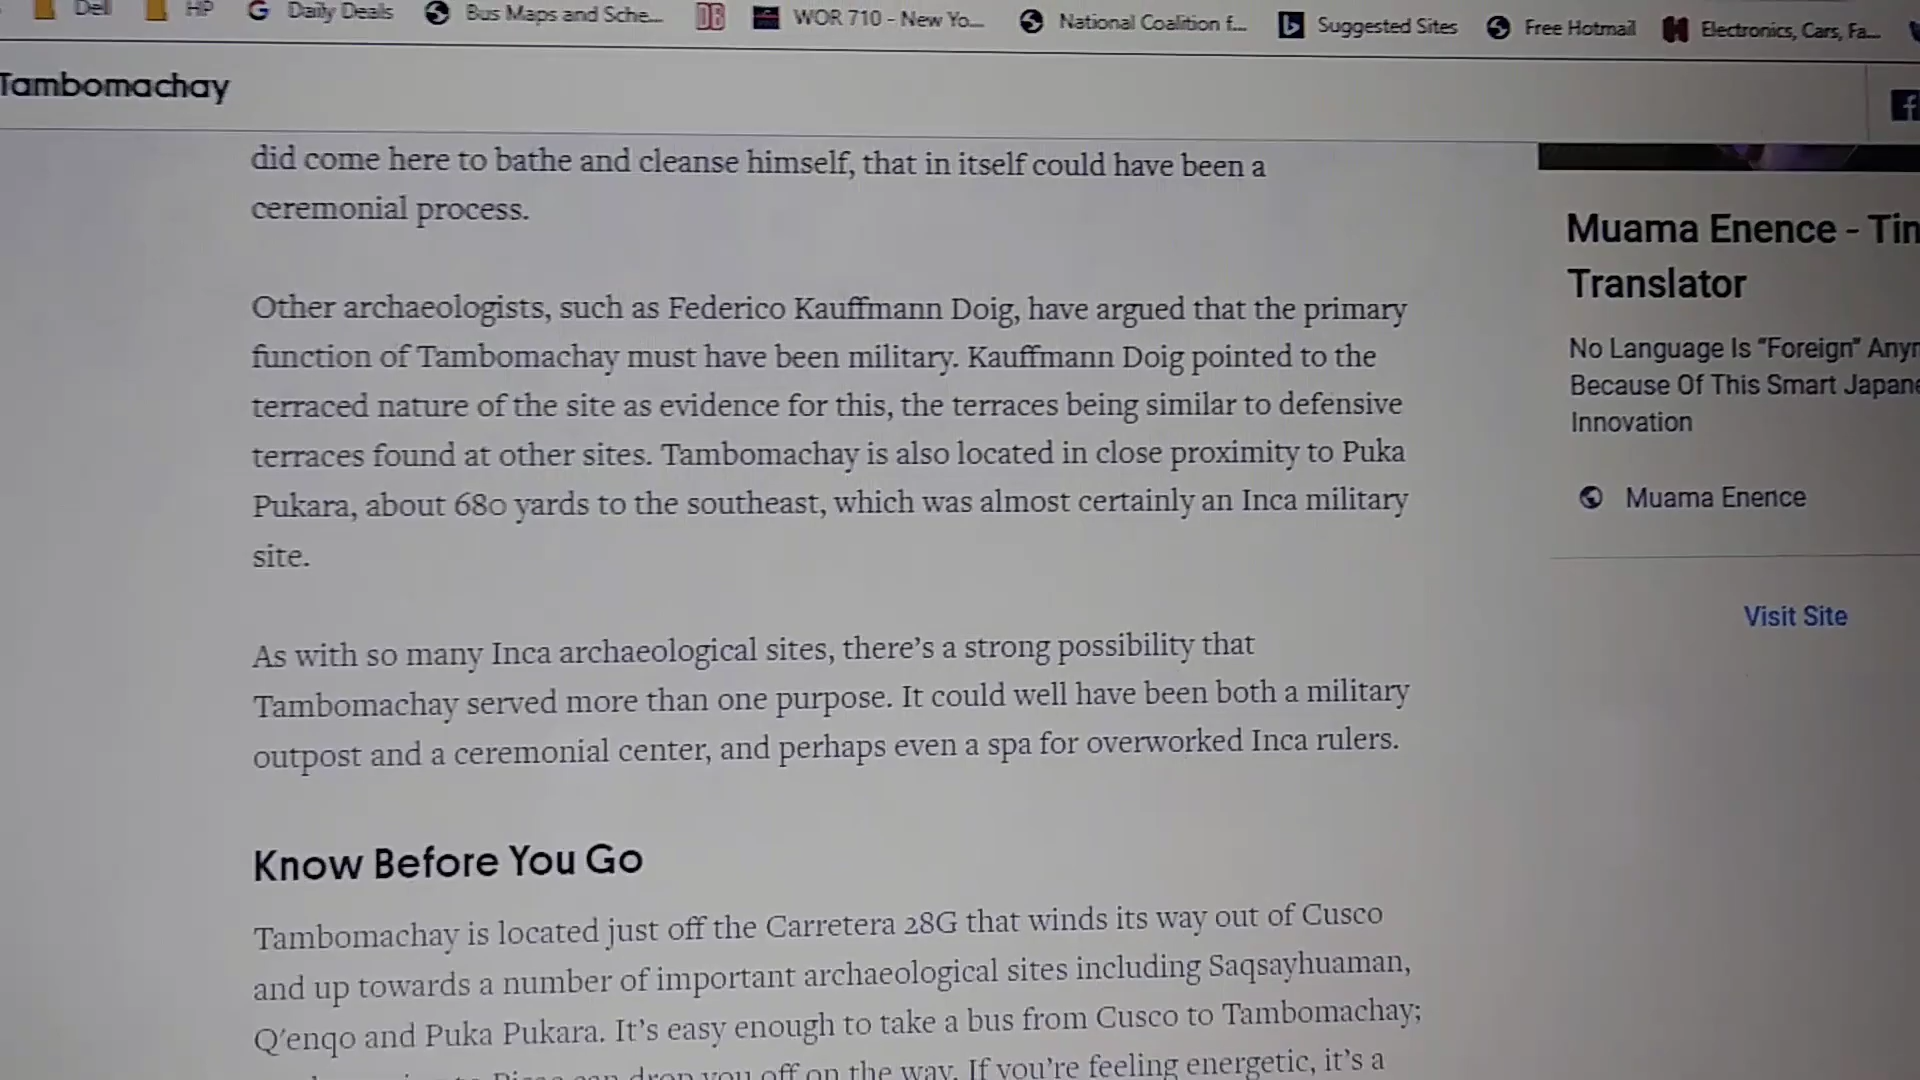 Dell HP Daily Deals Bus Maps and Sche... DB WOR 710 - New Yo... National Coalition f... Suggested Sites Free Hotmail Electronics, Cars, Fa...
Tambomachay
did come here to bathe and cleanse himself, that in itself could have been a
ceremonial process.
Other archaeologists, such as Federico Kauffmann Doig, have argued that the primary
function of Tambomachay must have been military. Kauffmann Doig pointed to the
terraced nature of the site as evidence for this, the terraces being similar to defensive
terraces found at other sites. Tambomachay is also located in close proximity to Puka
Pukara, about 680 yards to the southeast, which was almost certainly an Inca military
site.
As with so many Inca archaeological sites, there's a strong possibility that
Tambomachay served more than one purpose. It could well have been both a military
outpost and a ceremonial center, and perhaps even a spa for overworked Inca rulers.
Know Before You Go
Tambomachay is located just off the Carretera 28G that winds its way out of Cusco
and up towards a number of important archaeological sites including Saqsayhuaman,
Q'enqo and Puka Pukara. It's easy enough to take a bus from Cusco to Tambomachay;
drop you off on the way. If you're feeling energetic, it's a
Muama Enence - Tin
Translator
No Language Is "Foreign" Anyn
Because Of This Smart Japane
Innovation
Muama Enence
Visit Site